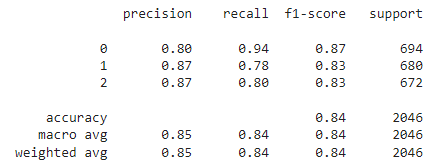 precision recall f1-score support
0 0.80 0.94 0.87 694
1 0.87 0.78 0.83 680
2 0.87 0.80 0.83 672
accuracy 0.84 2046
macro avg 0.85 0.84 0.84 2046
weighted avg 0.85 0.84 0.84 2046